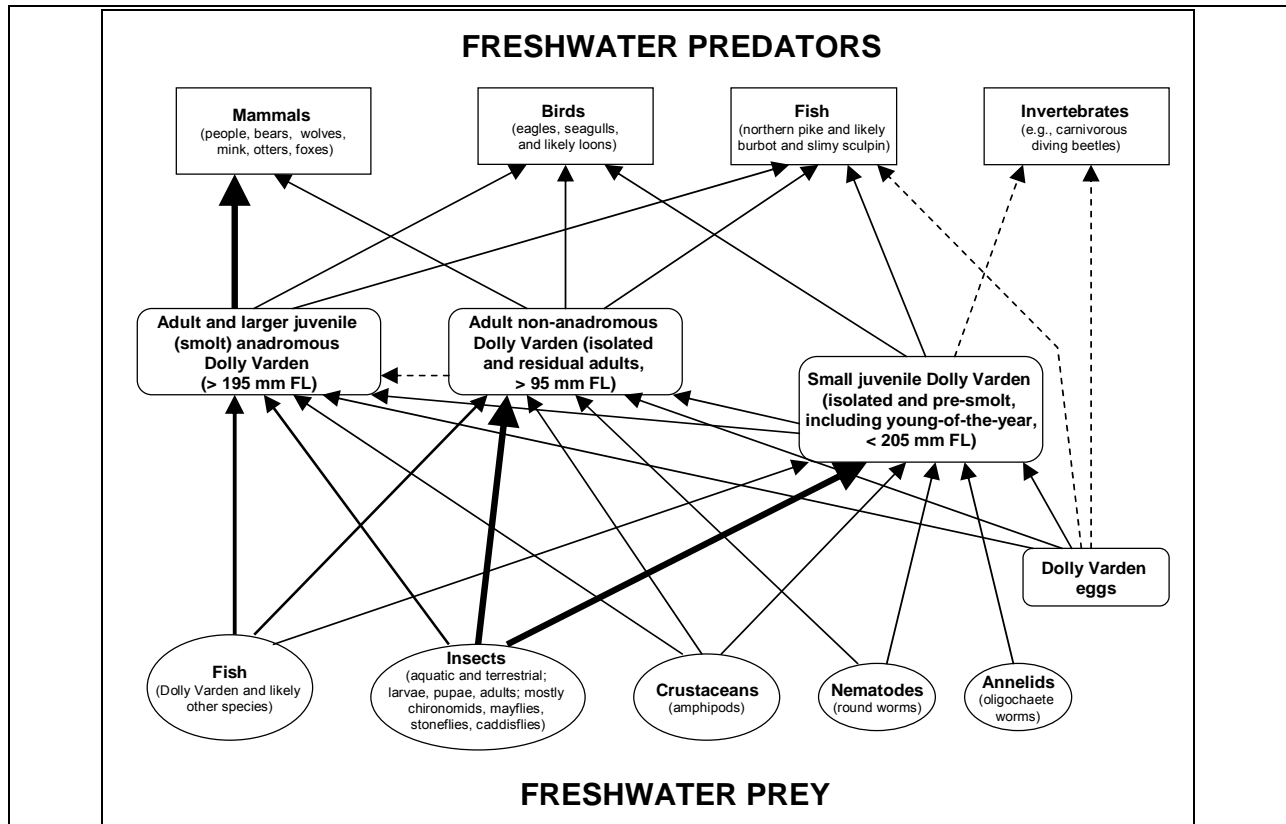 FRESHWATER PREDATORS
Mammals
(people, bears, wolves,
mink, otters, foxes)
Birds
(eagles, seagulls,
and likely loons)
Fish
(northern pike and likely
burbot and slimy sculpin)
Invertebrates
(e.g., carnivorous
diving beetles)
Adult and larger juvenile
(smolt) anadromous
Dolly Varden
(> 195 mm FL)
Adult non-anadromous
Dolly Varden (isolated
and residual adults,
> 95 mm FL)
Small juvenile Dolly Varden
(isolated and pre-smolt,
including young-of-the-year,
< 205 mm FL)
Dolly Varden
eggs
Fish
(Dolly Varden and likely
other species)
Insects
(aquatic and terrestrial;
larvae, pupae, adults; mostly
chironomids, mayflies,
stoneflies, caddisflies)
Crustaceans
(amphipods)
Nematodes
(round worms)
Annelids
(oligochaete
worms)
FRESHWATER PREY